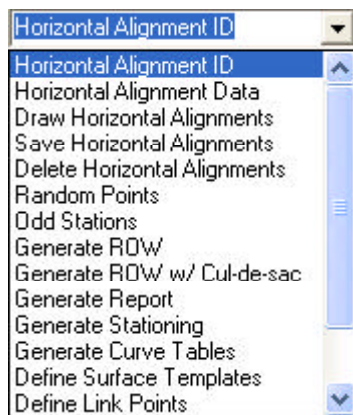 Horizontal Alignment ID
Horizontal Alignment ID
Horizontal Alignment Data
Draw Horizontal Alignments
Save Horizontal Alignments
Delete Horizontal Alignments
Random Points
Odd Stations
Generate ROW
Generate ROW w/ Cul-de-sac
Generate Report
Generate Stationing
Generate Curve Tables
Define Surface Templates
Define Link Points